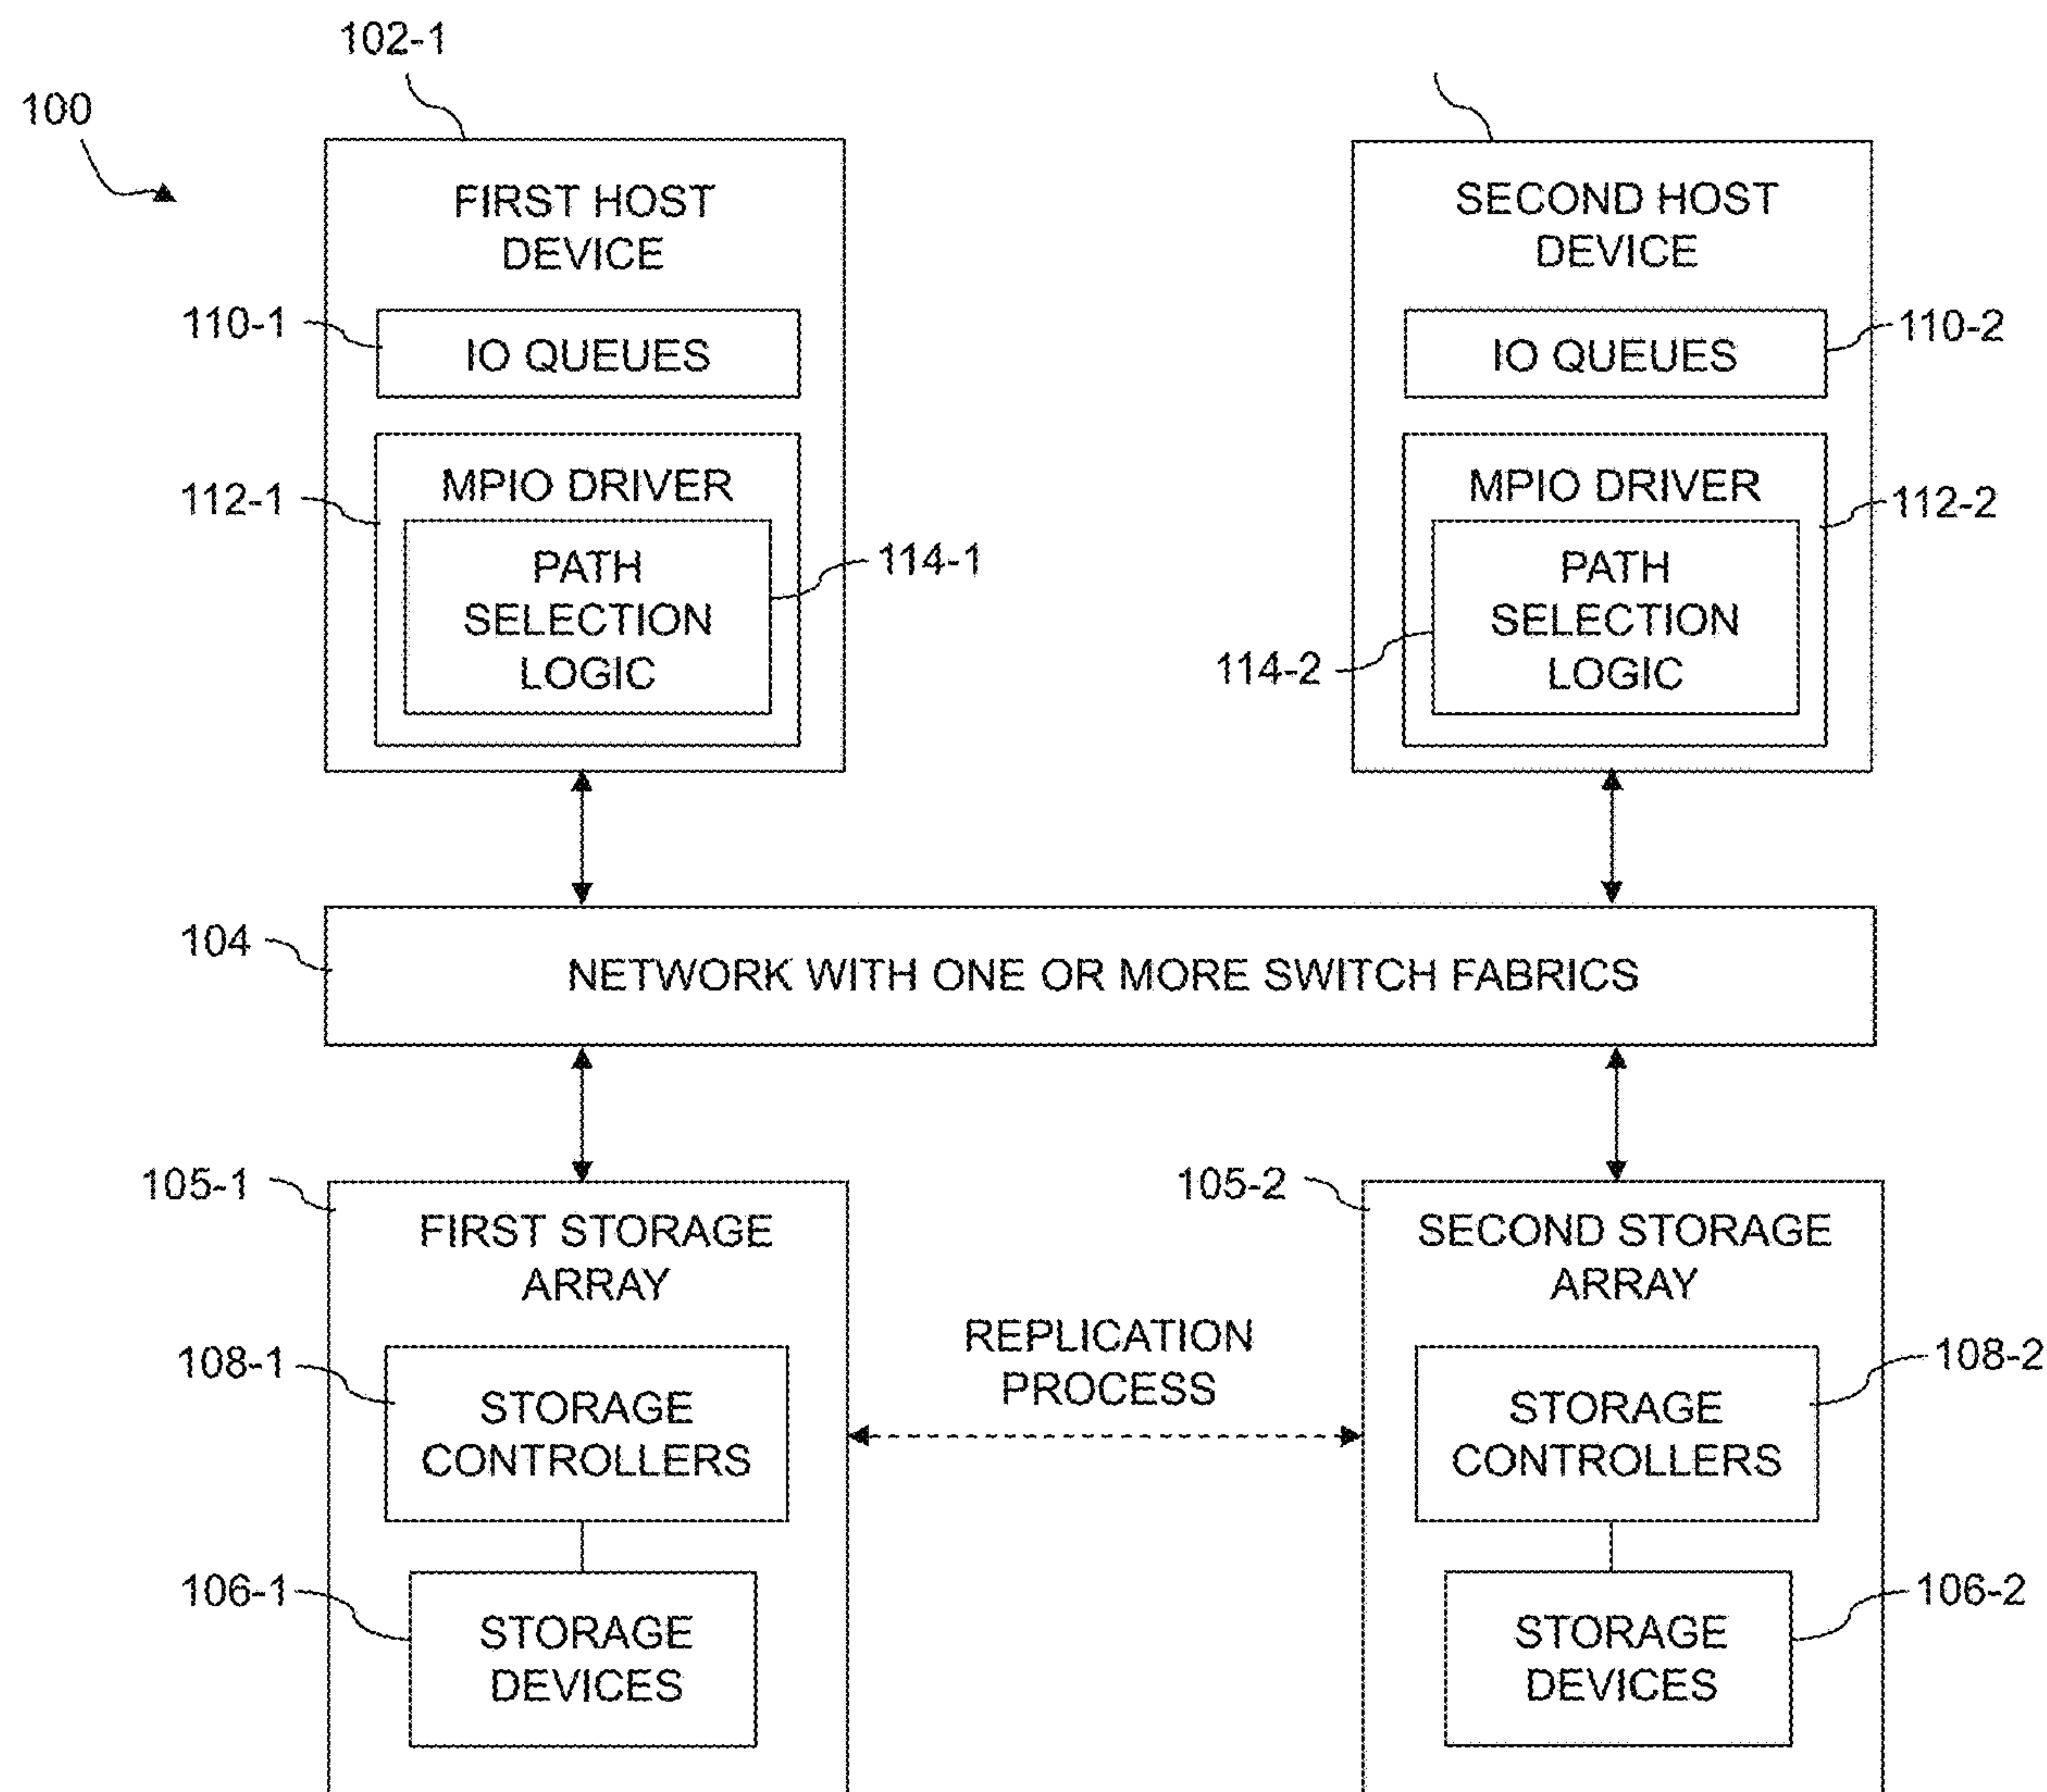 102-1
100
FIRST HOST
DEVICE
110-1
IO QUEUES
112-1
MPIO DRIVER
PATH
SELECTION
LOGIC
114-1
SECOND HOST
DEVICE
IO QUEUES
110-2
MPIO DRIVER
112-2
PATH
SELECTION
LOGIC
114-2
104
NETWORK WITH ONE OR MORE SWITCH FABRICS
105-1
FIRST STORAGE
ARRAY
108-1
STORAGE
CONTROLLERS
106-1
STORAGE
DEVICES
REPLICATION
PROCESS
105-2
SECOND STORAGE
ARRAY
108-2
STORAGE
CONTROLLERS
106-2
STORAGE
DEVICES